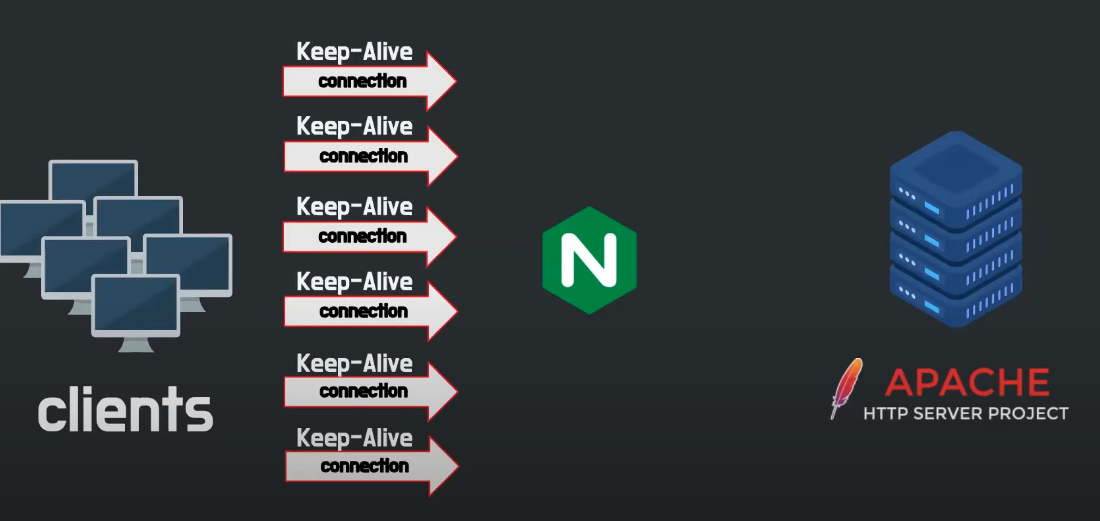 Keep-Alive
connection
Keep-Alive
connection
Keep-Alive
connection
Keep-Alive
connection
Keep-Alive
connection
Keep-Alive
connection
clients
N
APACHE
HTTP SERVER PROJECT